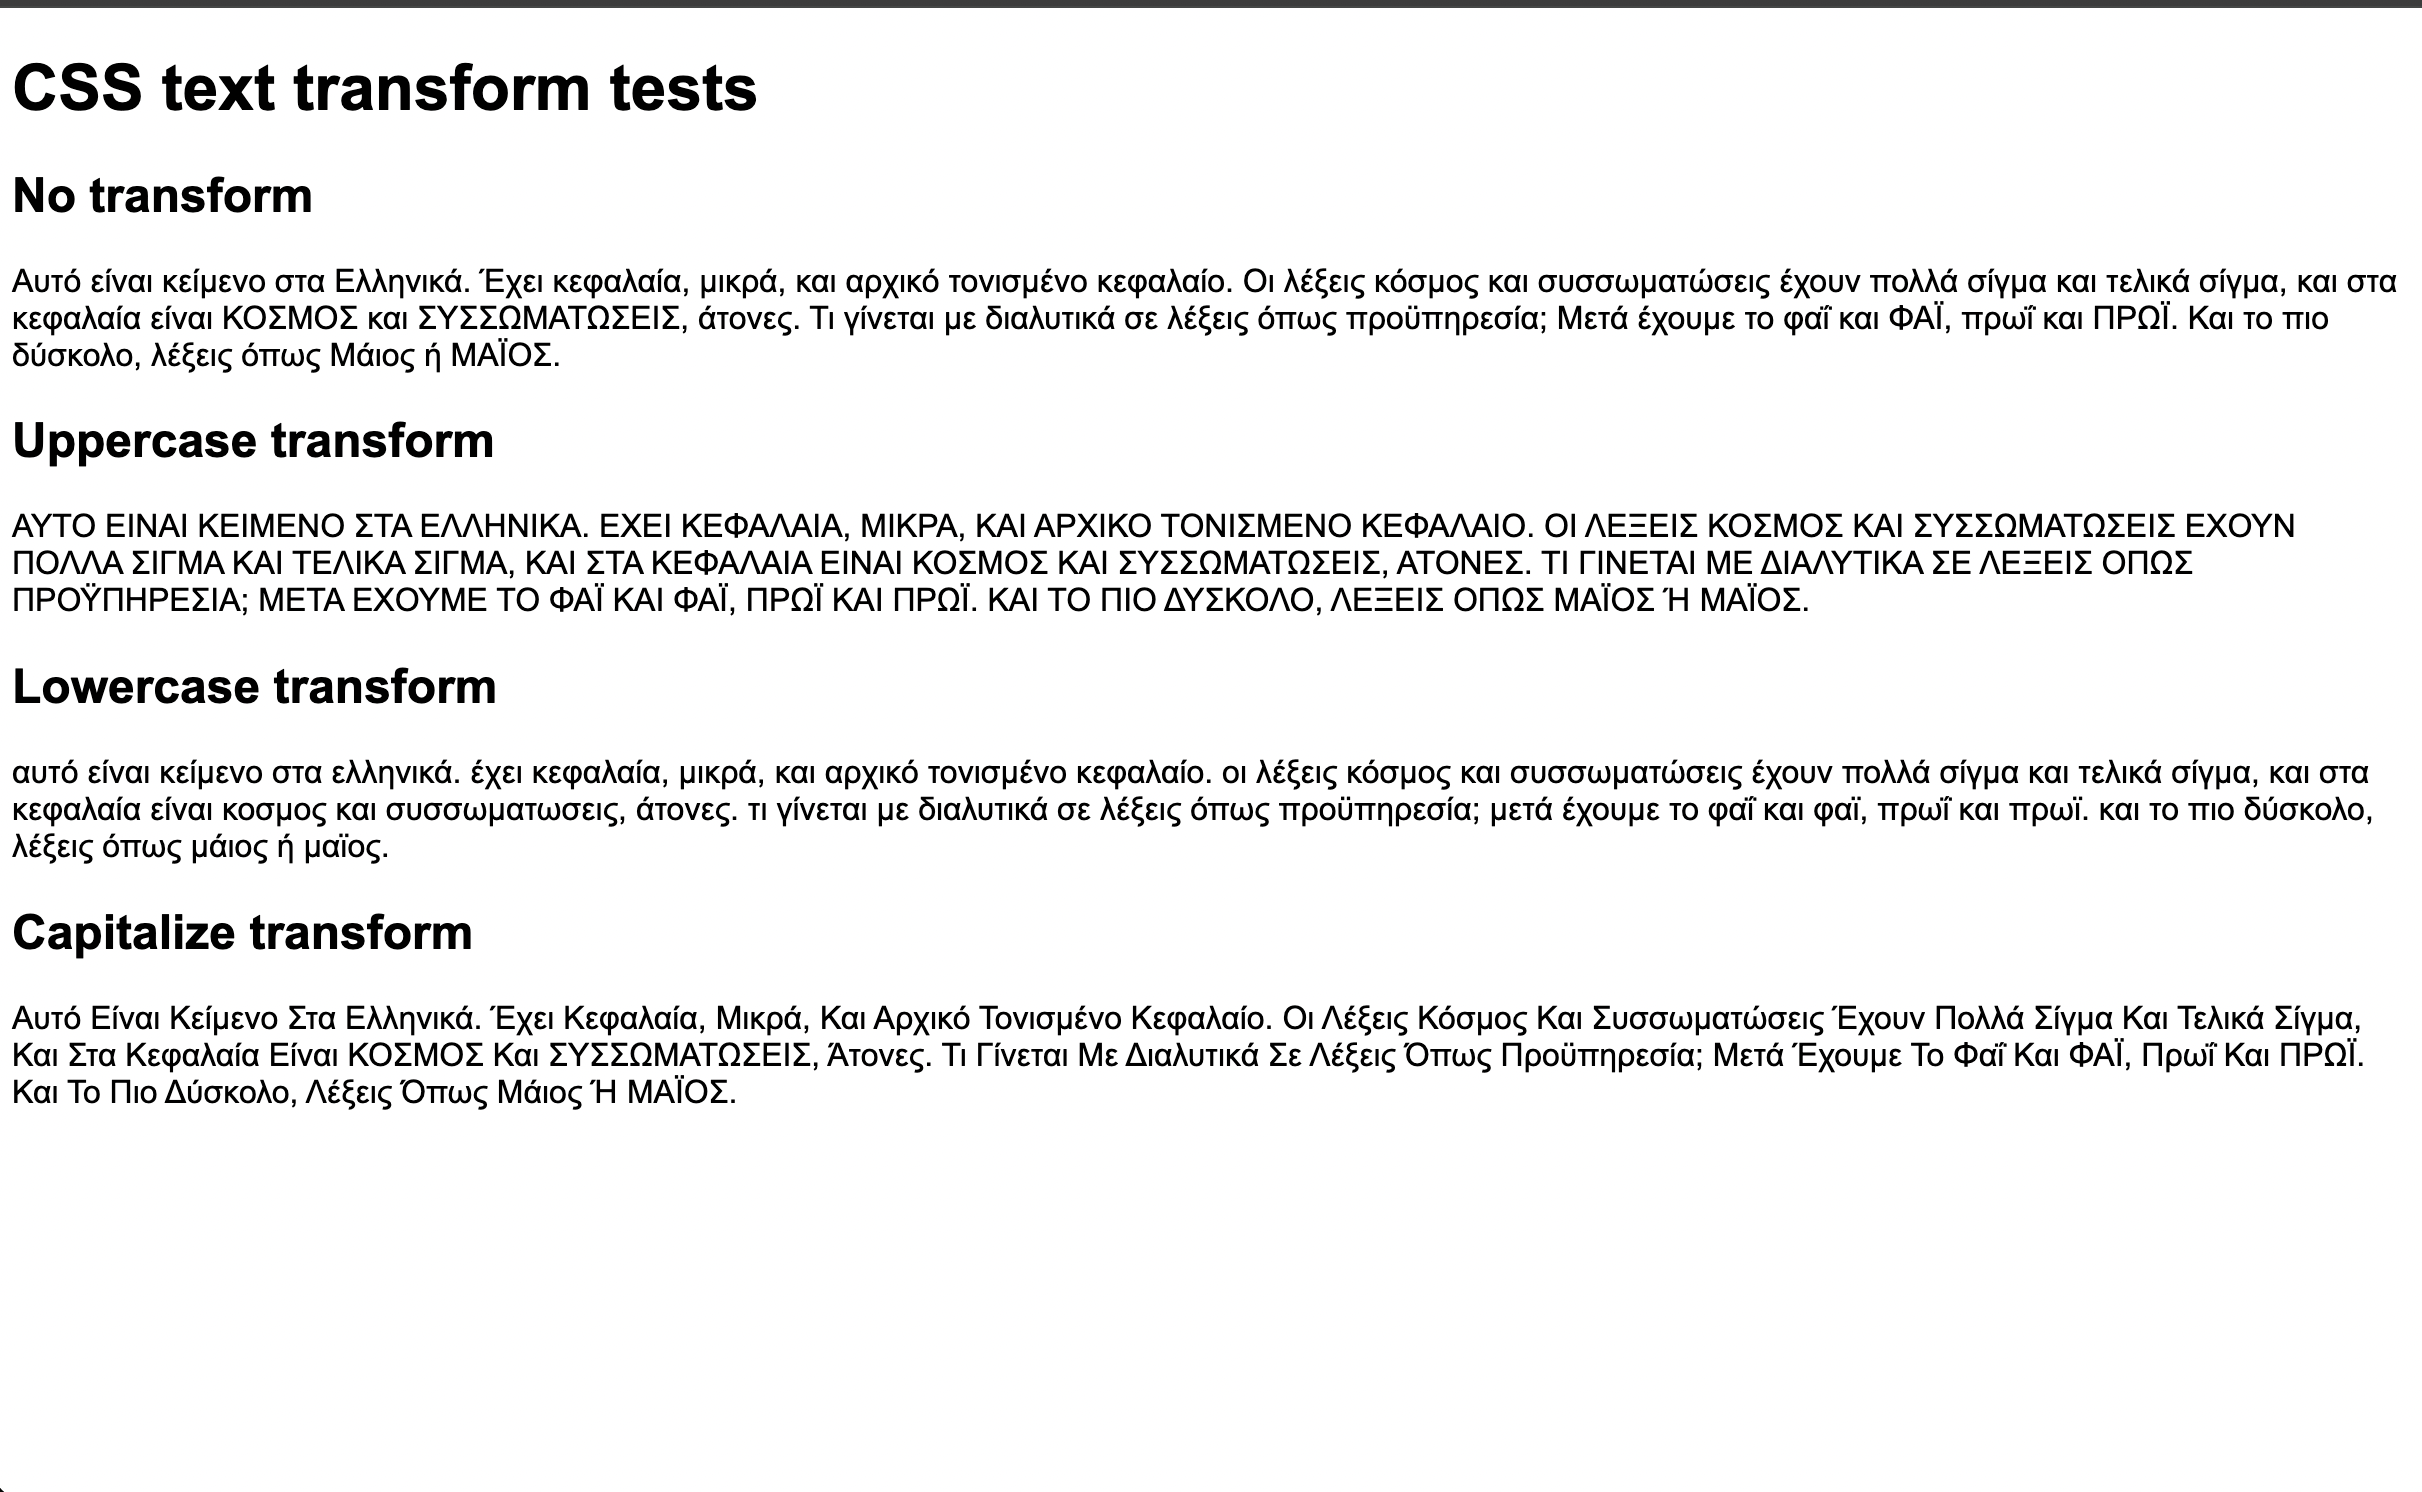 CSS text transform tests
No transform
Αυτό είναι κείμενο στα Ελληνικά. Έχει κεφαλαία, μικρά, και αρχικό τονισμένο κεφαλαίο. Οι λέξεις κόσμος και συσσωματώσεις έχουν πολλά σίγμα και τελικά σίγμα, και στα
κεφαλαία είναι ΚΟΣΜΟΣ και ΣΥΣΣΩΜΑΤΩΣΕΙΣ, άτονες. Τι γίνεται με διαλυτικά σε λέξεις όπως προϋπηρεσία; Μετά έχουμε το φαΐ και ΦΑΪ, πρωΐ και ΠΡΩΪ. Και το πιο
δύσκολο, λέξεις όπως Μάιος ή ΜΑΪΟΣ.
Uppercase transform
ΑΥΤΟ ΕΙΝΑΙ ΚΕΙΜΕΝΟ ΣΤΑ ΕΛΛΗΝΙΚΑ. ΕΧΕΙ ΚΕΦΑΛΑΙΑ, ΜΙΚΡΑ, ΚΑΙ ΑΡΧΙΚΟ ΤΟΝΙΣΜΕΝΟ ΚΕΦΑΛΑΙΟ. ΟΙ ΛΕΞΕΙΣ ΚΟΣΜΟΣ ΚΑΙ ΣΥΣΣΩΜΑΤΩΣΕΙΣ ΕΧΟΥΝ
ΠΟΛΛΑ ΣΙΓΜΑ ΚΑΙ ΤΕΛΙΚΑ ΣΙΓΜΑ, ΚΑΙ ΣΤΑ ΚΕΦΑΛΑΙΑ ΕΙΝΑΙ ΚΟΣΜΟΣ ΚΑΙ ΣΥΣΣΩΜΑΤΩΣΕΙΣ, ΑΤΟΝΕΣ. ΤΙ ΓΙΝΕΤΑΙ ΜΕ ΔΙΑΛΥΤΙΚΑ ΣΕ ΛΕΞΕΙΣ ΟΠΩΣ
ΠΡΟΫΠΗΡΕΣΙΑ; ΜΕΤΑ ΕΧΟΥΜΕ ΤΟ ΦΑΪ ΚΑΙ ΦΑΪ, ΠΡΩΪ ΚΑΙ ΠΡΩΪ. ΚΑΙ ΤΟ ΠΙΟ ΔΥΣΚΟΛΟ, ΛΕΞΕΙΣ ΟΠΩΣ ΜΑΪΟΣ Ή ΜΑΪΟΣ.
Lowercase transform
αυτό είναι κείμενο στα ελληνικά. έχει κεφαλαία, μικρά, και αρχικό τονισμένο κεφαλαίο. οι λέξεις κόσμος και συσσωματώσεις έχουν πολλά σίγμα και τελικά σίγμα, και στα
κεφαλαία είναι κοσμος και συσσωματωσεις, άτονες. τι γίνεται με διαλυτικά σε λέξεις όπως προϋπηρεσία; μετά έχουμε το φαΐ και φαϊ, πρωΐ και πρωϊ. και το πιο δύσκολο,
λέξεις όπως μάιος ή μαϊος.
Capitalize transform
Αυτό Είναι Κείμενο Στα Ελληνικά. Έχει Κεφαλαία, Μικρά, Και Αρχικό Τονισμένο Κεφαλαίο. Οι Λέξεις Κόσμος Και Συσσωματώσεις Έχουν Πολλά Σίγμα Και Τελικά Σίγμα,
Και Στα Κεφαλαία Είναι ΚΟΣΜΟΣ Και ΣΥΣΣΩΜΑΤΩΣΕΙΣ, Άτονες. Τι Γίνεται Με Διαλυτικά Σε Λέξεις Όπως Προϋπηρεσία; Μετά Έχουμε Το Φαΐ Και ΦΑΪ, Πρωΐ Και ΠΡΩΪ.
Και Το Πιο Δύσκολο, Λέξεις Όπως Μάιος Ή ΜΑΪΟΣ.